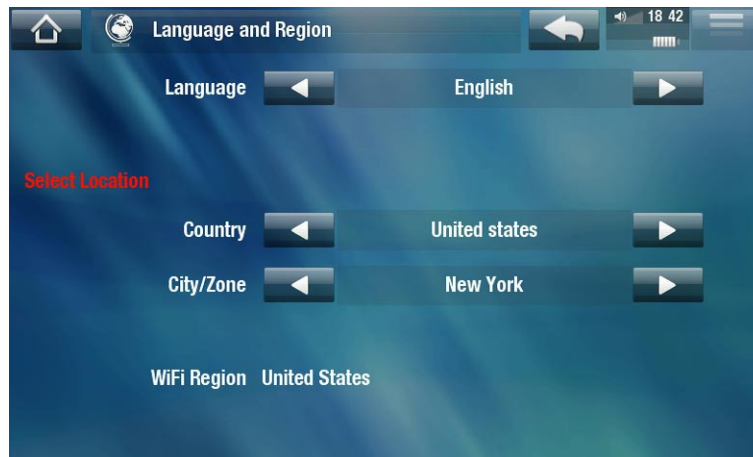 Language and Region
18 42
Language English
Select Location
Country United states
City/Zone New York
WiFi Region United States